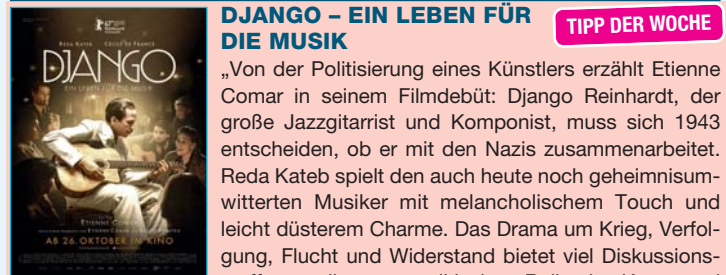 DJANGO – EIN LEBEN FÜR
DIE MUSIK
TIPP DER WOCHE
„Von der Politisierung eines Künstlers erzählt Etienne
Comar in seinem Filmdebüt: Django Reinhardt, der
große Jazzgitarrist und Komponist, muss sich 1943
entscheiden, ob er mit den Nazis zusammenarbeitet.
Reda Kateb spielt den auch heute noch geheimnisum-
witterten Musiker mit melancholischem Touch und
leicht düsterem Charme. Das Drama um Krieg, Verfol-
gung, Flucht und Widerstand bietet viel Diskussions-
REDA KATEB CÉCILE DE FRANCE
DJANGO
EIN LEBEN FÜR DIE MUSIK
ETIENNE COMAR
AB 26. OKTOBER IM KINO